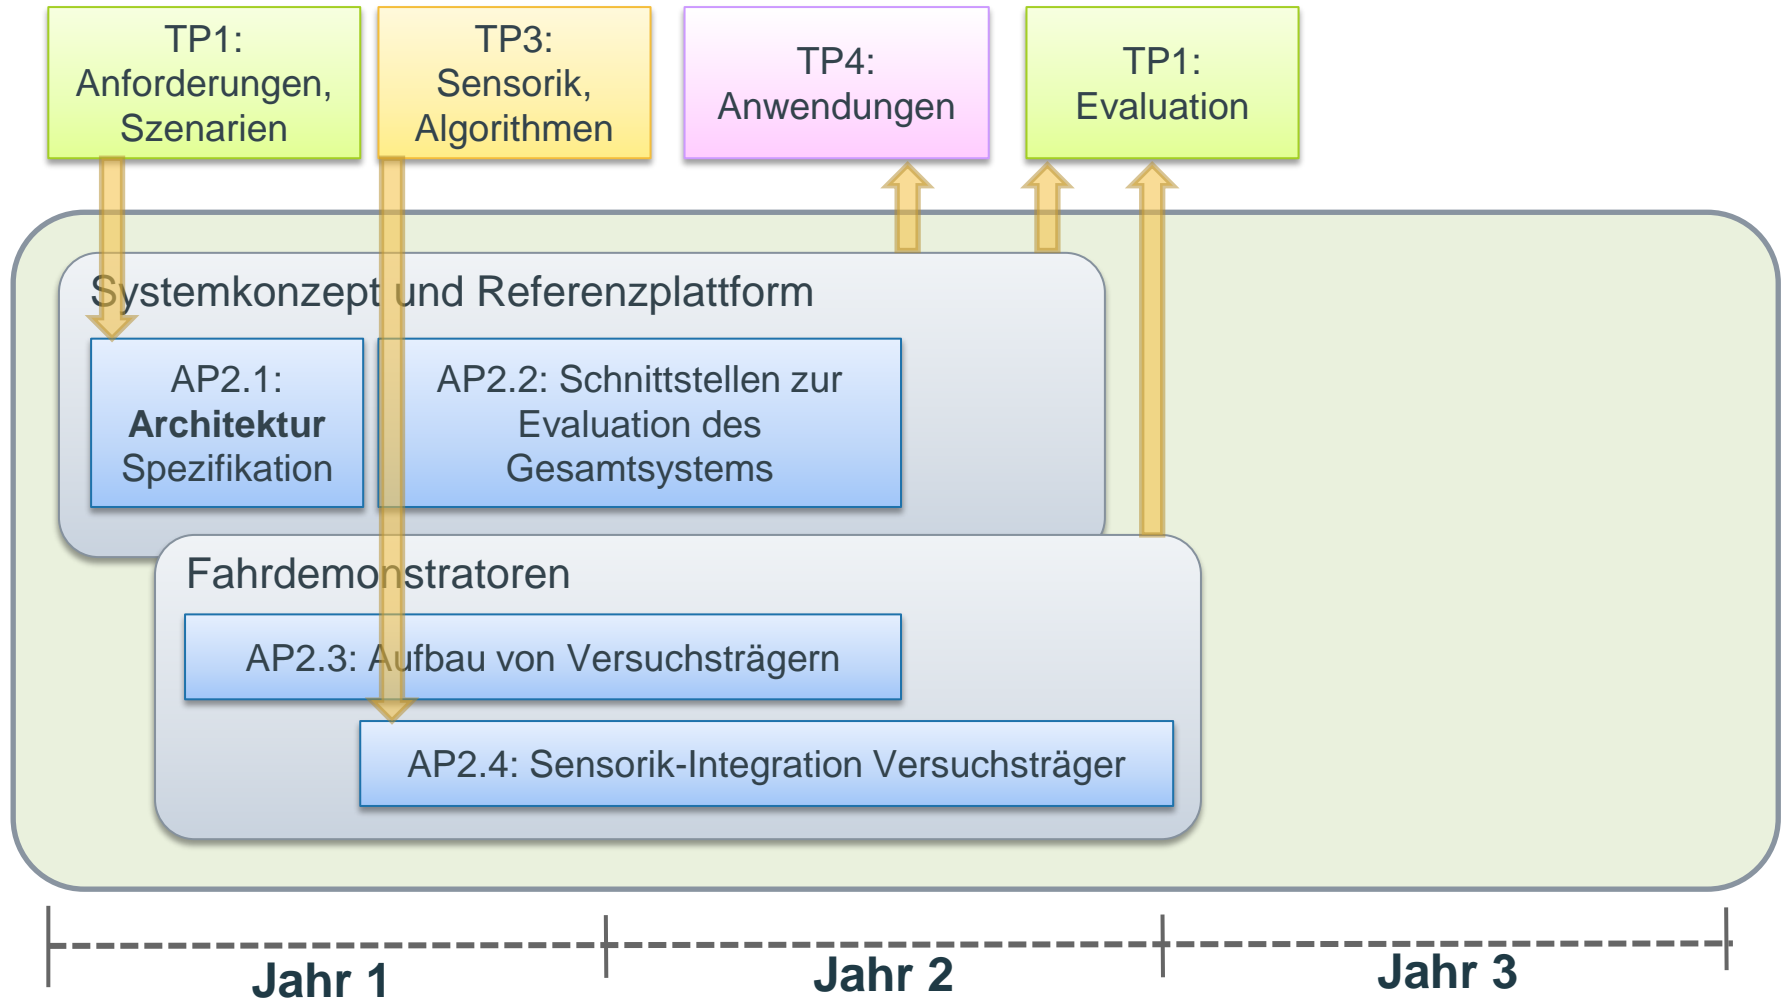 TP1:
Anforderungen,
Szenarien
TP3:
Sensorik,
Algorithmen
TP4:
Anwendungen
TP1:
Evaluation
Systemkonzept und Referenzplattform
AP2.1:
Architektur
Spezifikation
AP2.2: Schnittstellen zur
Evaluation des
Gesamtsystems
Fahrdemonstratoren
AP2.3: Aufbau von Versuchsträgern
AP2.4: Sensorik-Integration Versuchsträger
Jahr 1
Jahr 2
Jahr 3